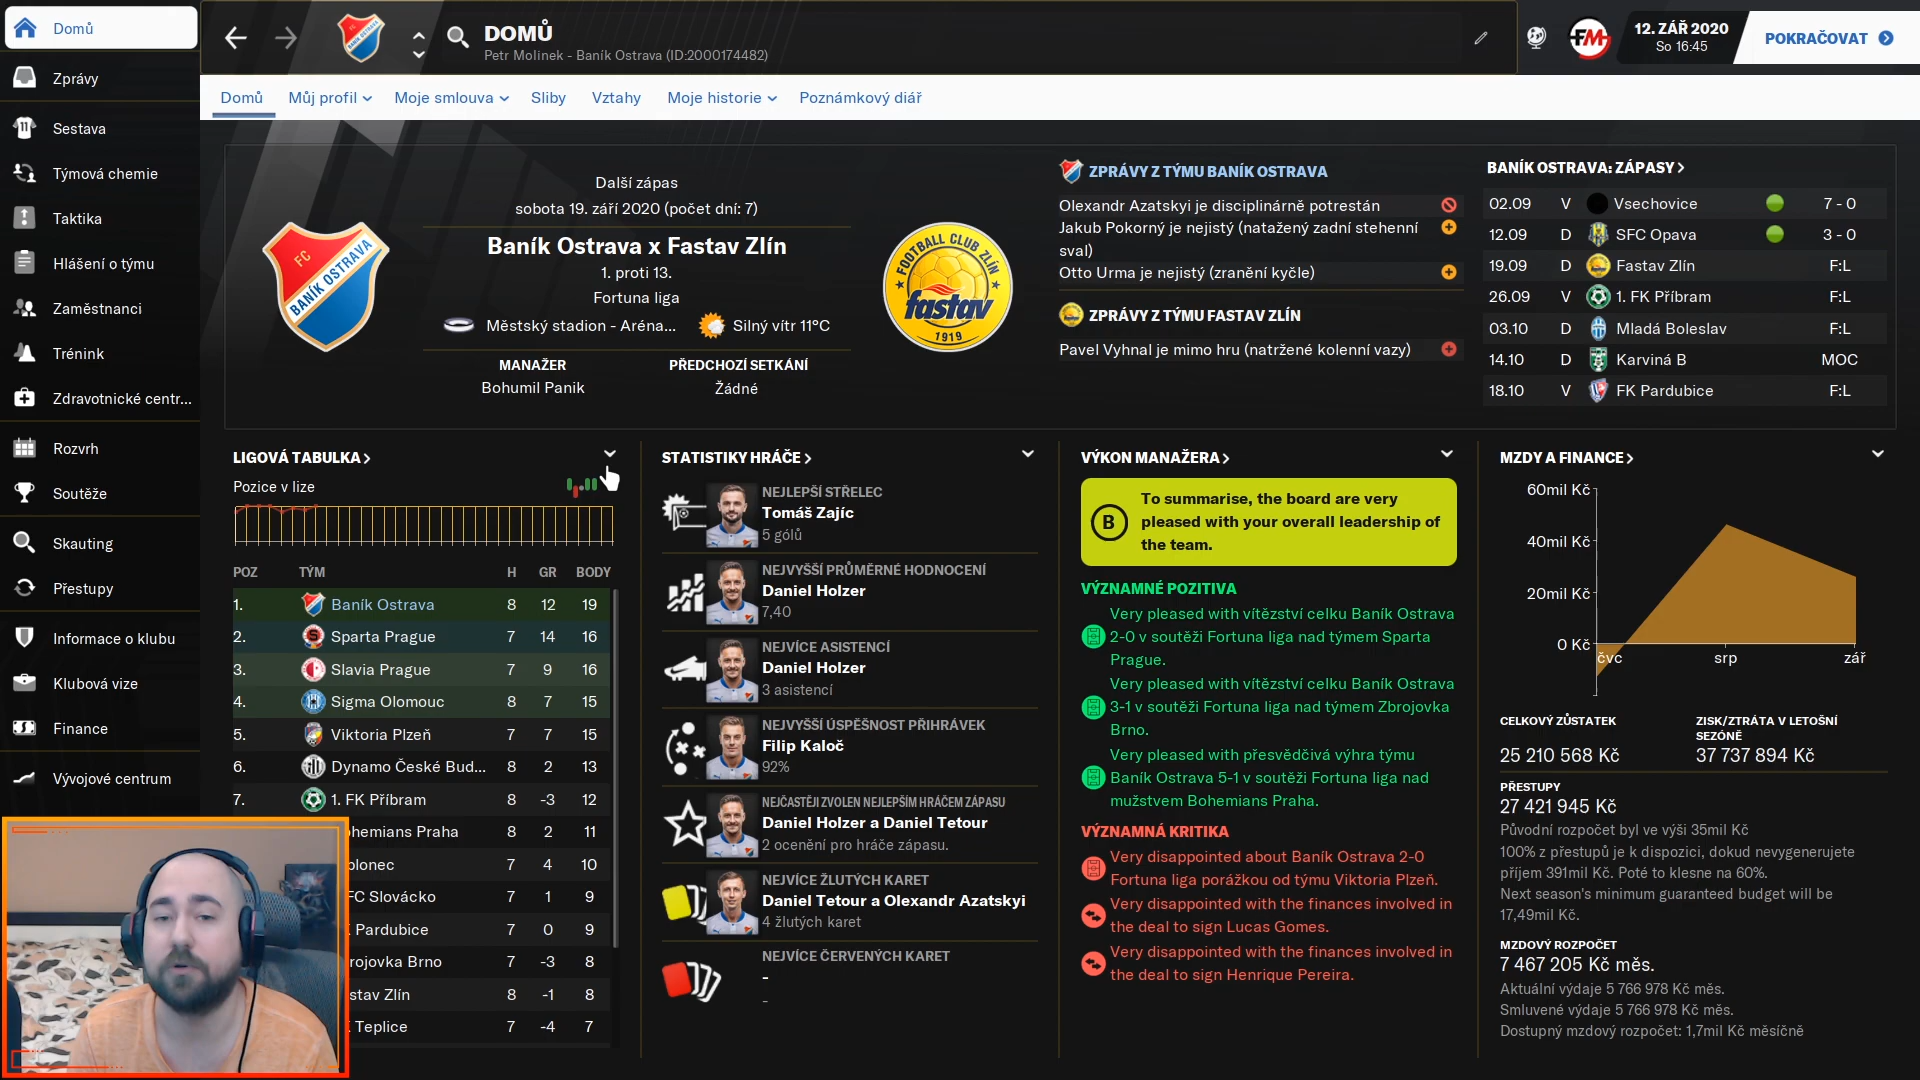 Domů
Zprávy
Sestava
Týmová chemie
Taktika
Hlášení o týmu
Zaměstnanci
Trénink
Zdravotnické centr...
Rozvrh
Soutěže
Skauting
Přestupy
Informace o klubu
Klubová vize
Finance
Vývojové centrum
DOMŮ
Petr Molinek - Baník Ostrava (ID:2000174482)
FM
12. ZÁŘ 2020
So 16:45
POKRAČOVAT
Domů
Můj profil
Moje smlouva
Sliby
Vztahy
Moje historie
Poznámkový diář
FC
BANÍK OSTRAVA
Další zápas
sobota 19. září 2020 (počet dní: 7)
Baník Ostrava x Fastav Zlín
1. proti 13.
Fortuna liga
Městský stadion - Aréna...
Silný vítr 11°C
MANAŽER
Bohumil Panik
PŘEDCHOZÍ SETKÁNÍ
Žádné
FOOTBALL CLUB ZLÍN
fastav
1919
ZPRÁVY Z TÝMU BANÍK OSTRAVA
Olexandr Azatskyi je disciplinárně potrestán
Jakub Pokorný je nejistý (natažený zadní stehenní
sval)
Otto Urma je nejistý (zranění kyčle)
ZPRÁVY Z TÝMU FASTAV ZLÍN
Pavel Vyhnal je mimo hru (natržené kolenní vazy)
BANÍK OSTRAVA: ZÁPASY
02.09 V Vsechovice 7 - 0
12.09 D SFC Opava 3 - 0
19.09 D Fastav Zlín F:L
26.09 V 1. FK Příbram F:L
03.10 D Mladá Boleslav F:L
14.10 D Karviná B MOC
18.10 V FK Pardubice F:L
LIGOVÁ TABULKA
Pozice v lize
POZ TÝM H GR BODY
1. Baník Ostrava 8 12 19
2. Sparta Prague 7 14 16
3. Slavia Prague 7 9 16
4. Sigma Olomouc 8 7 15
5. Viktoria Plzeň 7 7 15
6. Dynamo České Bud... 8 2 13
7. 1. FK Příbram 8 -3 12
ohemians Praha 8 2 11
blonec 7 4 10
FC Slovácko 7 1 9
Pardubice 7 0 9
rojovka Brno 7 -3 8
stav Zlín 8 -1 8
Teplice 7 -4 7
STATISTIKY HRÁČE
NEJLEPŠÍ STŘELEC
Tomáš Zajíc
5 gólů
NEJVYŠŠÍ PRŮMĚRNÉ HODNOCENÍ
Daniel Holzer
7,40
NEJVÍCE ASISTENCÍ
Daniel Holzer
3 asistencí
NEJVYŠŠÍ ÚSPĚŠNOST PŘIHRÁVEK
Filip Kaloč
92%
NEJČASTĚJI ZVOLEN NEJLEPŠÍM HRÁČEM ZÁPASU
Daniel Holzer a Daniel Tetour
2 ocenění pro hráče zápasu.
NEJVÍCE ŽLUTÝCH KARET
Daniel Tetour a Olexandr Azatskyi
4 žlutých karet
NEJVÍCE ČERVENÝCH KARET
-
-
VÝKON MANAŽERA
B
To summarise, the board are very
pleased with your overall leadership of
the team.
VÝZNAMNÉ POZITIVA
Very pleased with vítězství celku Baník Ostrava
2-0 v soutěži Fortuna liga nad týmem Sparta
Prague.
Very pleased with vítězství celku Baník Ostrava
3-1 v soutěži Fortuna liga nad týmem Zbrojovka
Brno.
Very pleased with přesvědčivá výhra týmu
Baník Ostrava 5-1 v soutěži Fortuna liga nad
mužstvem Bohemians Praha.
VÝZNAMNÁ KRITIKA
Very disappointed about Baník Ostrava 2-0
Fortuna liga porážkou od týmu Viktoria Plzeň.
Very disappointed with the finances involved in
the deal to sign Lucas Gomes.
Very disappointed with the finances involved in
the deal to sign Henrique Pereira.
MZDY A FINANCE
60mil Kč
40mil Kč
20mil Kč
0 Kč
čvc srp zář
CELKOVÝ ZŮSTATEK
25 210 568 Kč
ZISK/ZTRÁTA V LETOŠNÍ
SEZÓNĚ
37 737 894 Kč
PŘESTUPY
27 421 945 Kč
Původní rozpočet byl ve výši 35mil Kč
100% z přestupů je k dispozici, dokud nevygenerujete
příjem 391mil Kč. Poté to klesne na 60%.
Next season's minimum guaranteed budget will be
17,49mil Kč.
MZDOVÝ ROZPOČET
7 467 205 Kč měs.
Aktuální výdaje 5 766 978 Kč měs.
Smluvené výdaje 5 766 978 Kč měs.
Dostupný mzdový rozpočet: 1,7mil Kč měsíčně